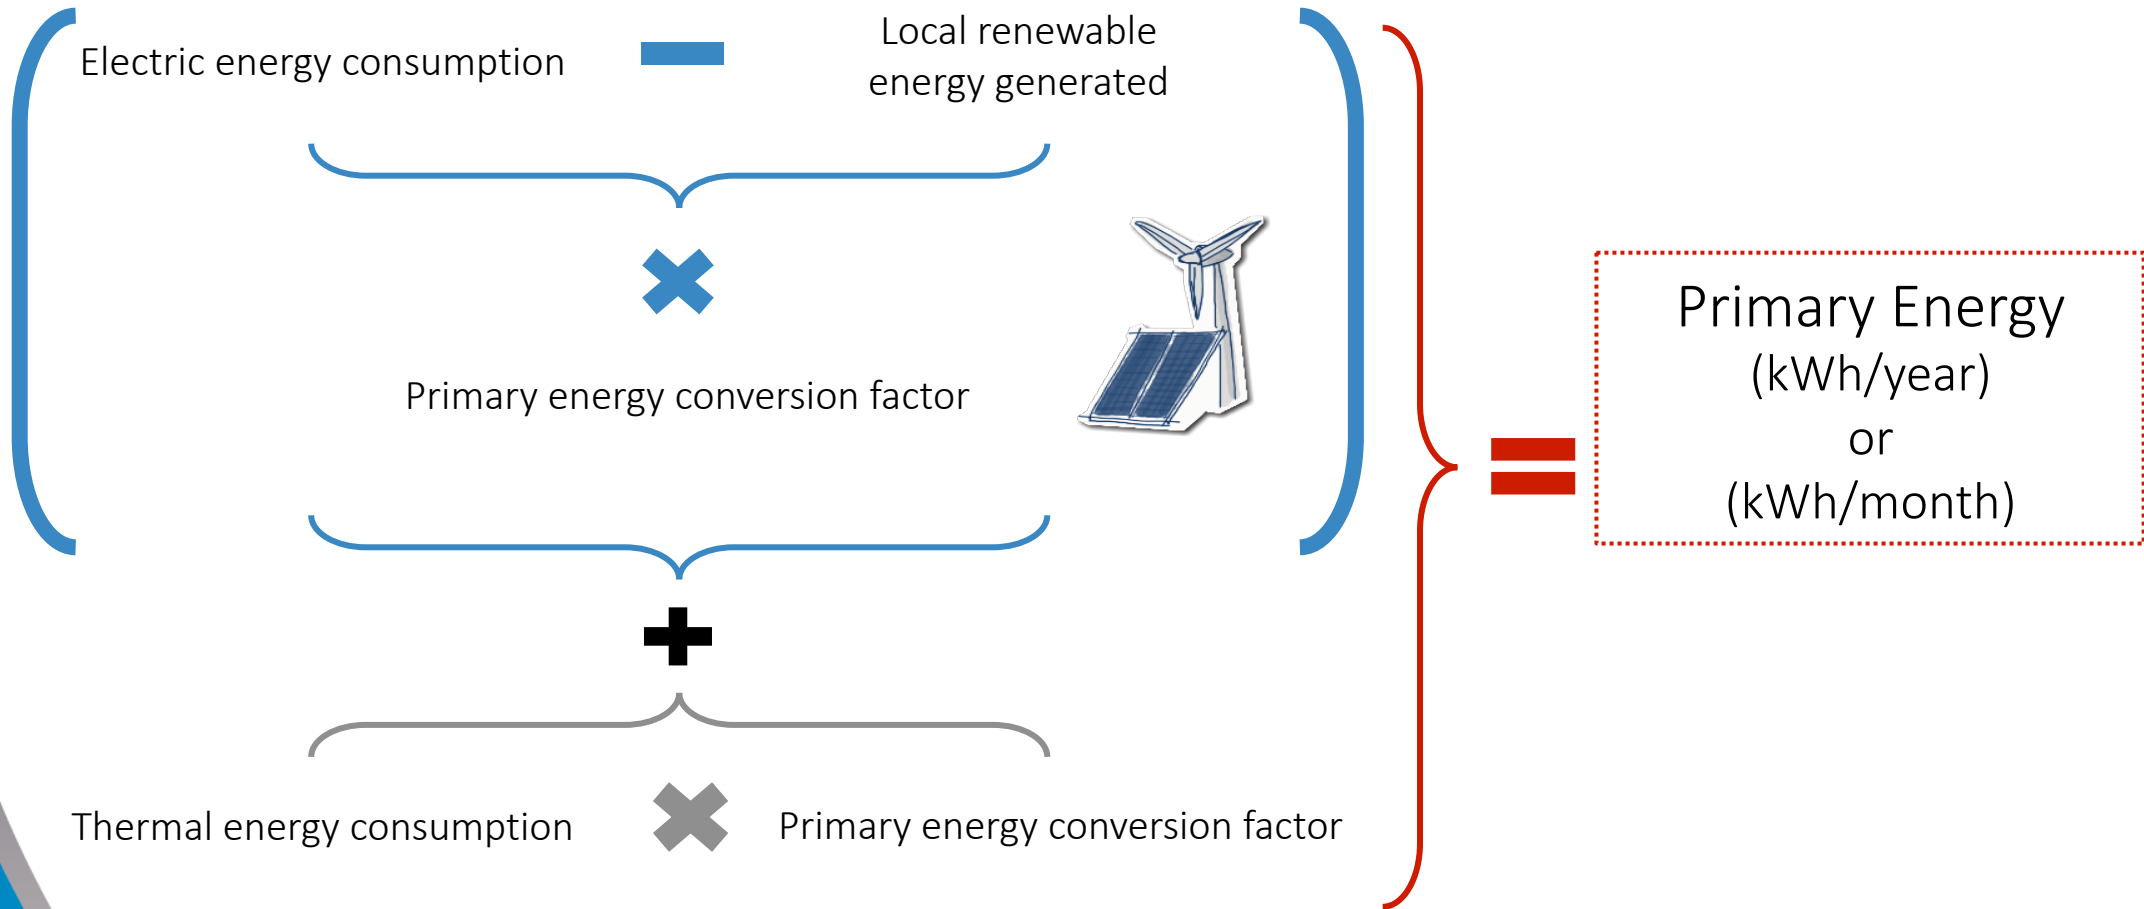 Electric energy consumption
Local renewable
energy generated
Primary energy conversion factor
Thermal energy consumption
Primary energy conversion factor
Primary Energy
(kWh/year)
or
(kWh/month)